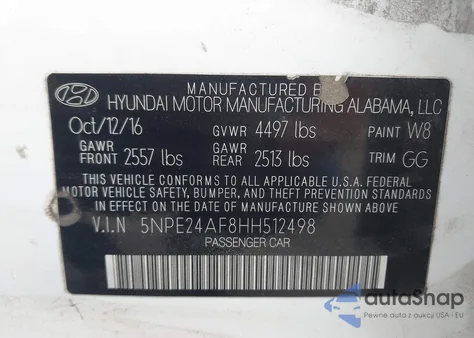 MANUFACTURED BY
HYUNDAI MOTOR MANUFACTURING ALABAMA, LLC
Oct/12/16 GVWR 4497 lbs PAINT W8
GAWR FRONT 2557 lbs GAWR REAR 2513 lbs TRIM GG
THIS VEHICLE CONFORMS TO ALL APPLICABLE U.S.A. FEDERAL
MOTOR VEHICLE SAFETY, BUMPER, AND THEFT PREVENTION STANDARDS IN
EFFECT ON THE DATE OF MANUFACTURE SHOWN ABOVE.
V.I.N 5NPE24AF8HH512498
PASSENGER CAR
autoSnap
Pewne auta z aukcji USA i EU